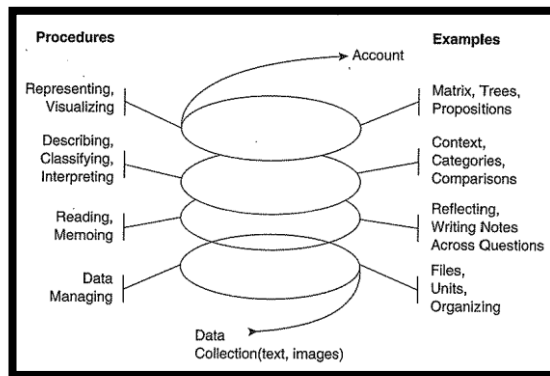 Procedures
Examples
Account
Representing,
Visualizing
Matrix, Trees,
Propositions
Describing,
Classifying,
Interpreting
Context,
Categories,
Comparisons
Reading,
Memoing
Reflecting,
Writing Notes
Across Questions
Data
Managing
Files,
Units,
Organizing
Data
Collection(text, images)